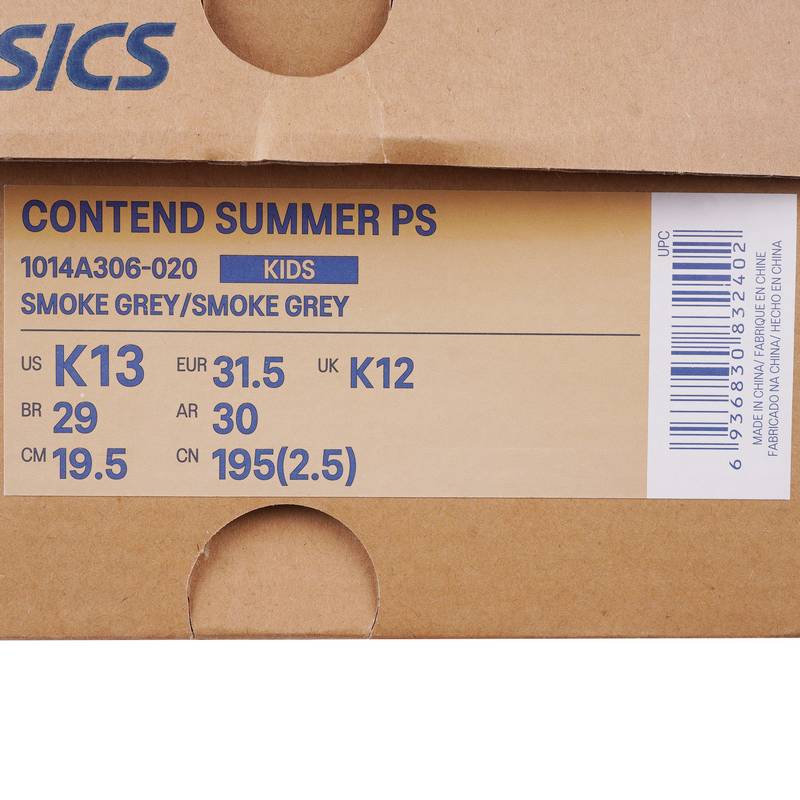 SICS
CONTEND SUMMER PS
1014A306-020 KIDS
SMOKE GREY/SMOKE GREY
US K13 EUR 31.5 UK K12
BR 29 AR 30
CM 19.5 CN 195(2.5)
UPC
6 936830 832402
MADE IN CHINA/ FABRIQUE EN CHINE
FABRICADO NA CHINA/ HECHO EN CHINA